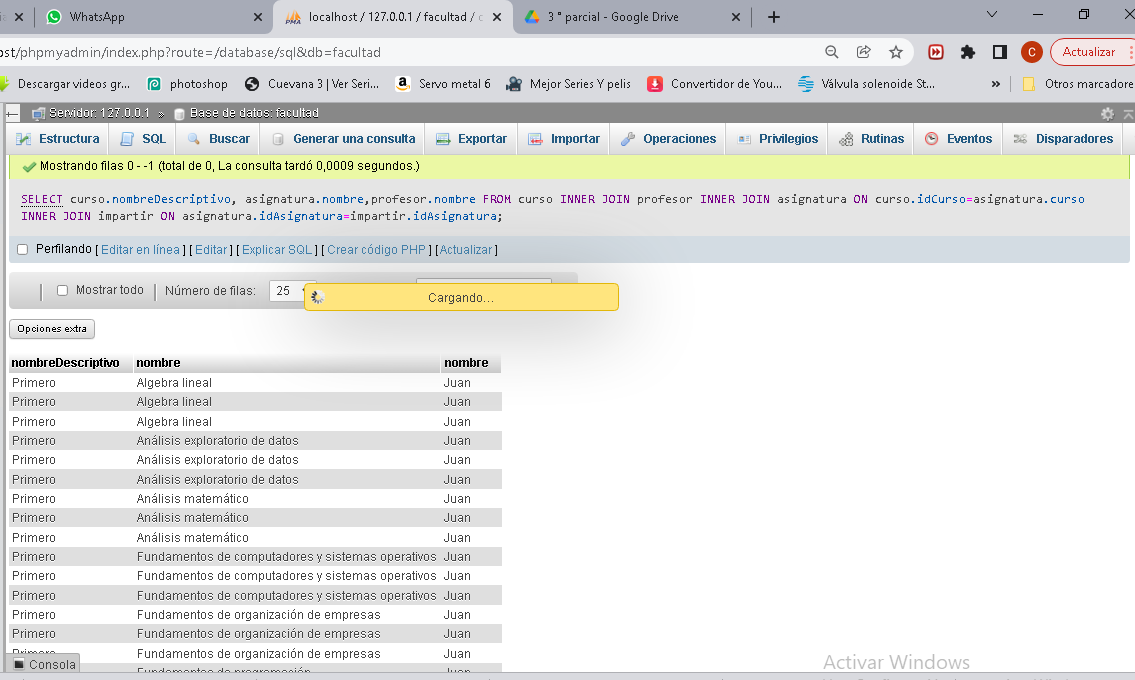 WhatsApp
localhost / 127.0.0.1 / facultad / c
3 ° parcial - Google Drive
ost/phpmyadmin/index.php?route=/database/sql&db=facultad
C
Actualizar
Descargar videos gr...
photoshop
Cuevana 3 | Ver Seri...
Servo metal 6
Mejor Series Y pelis
Convertidor de You...
Válvula solenoide St...
»
Otros marcadore
Servidor: 127.0.0.1 » Base de datos: facultad
Estructura SQL Buscar Generar una consulta Exportar Importar Operaciones Privilegios Rutinas Eventos Disparadores
Mostrando filas 0 - -1 (total de 0, La consulta tardó 0,0009 segundos.)
SELECT curso.nombreDescriptivo, asignatura.nombre,profesor.nombre FROM curso INNER JOIN profesor INNER JOIN asignatura ON curso.idCurso=asignatura.curso
INNER JOIN impartir ON asignatura.idAsignatura=impartir.idAsignatura;
Perfilando [ Editar en línea ] [ Editar ] [ Explicar SQL ] [ Crear código PHP ] [ Actualizar ]
Mostrar todo Número de filas: 25
Cargando...
Opciones extra
nombreDescriptivo nombre nombre
Primero Algebra lineal Juan
Primero Algebra lineal Juan
Primero Algebra lineal Juan
Primero Análisis exploratorio de datos Juan
Primero Análisis exploratorio de datos Juan
Primero Análisis exploratorio de datos Juan
Primero Análisis matemático Juan
Primero Análisis matemático Juan
Primero Análisis matemático Juan
Primero Fundamentos de computadores y sistemas operativos Juan
Primero Fundamentos de computadores y sistemas operativos Juan
Primero Fundamentos de computadores y sistemas operativos Juan
Primero Fundamentos de organización de empresas Juan
Primero Fundamentos de organización de empresas Juan
Primero Fundamentos de organización de empresas Juan
Fundamentos de programación Juan
Consola
Activar Windows